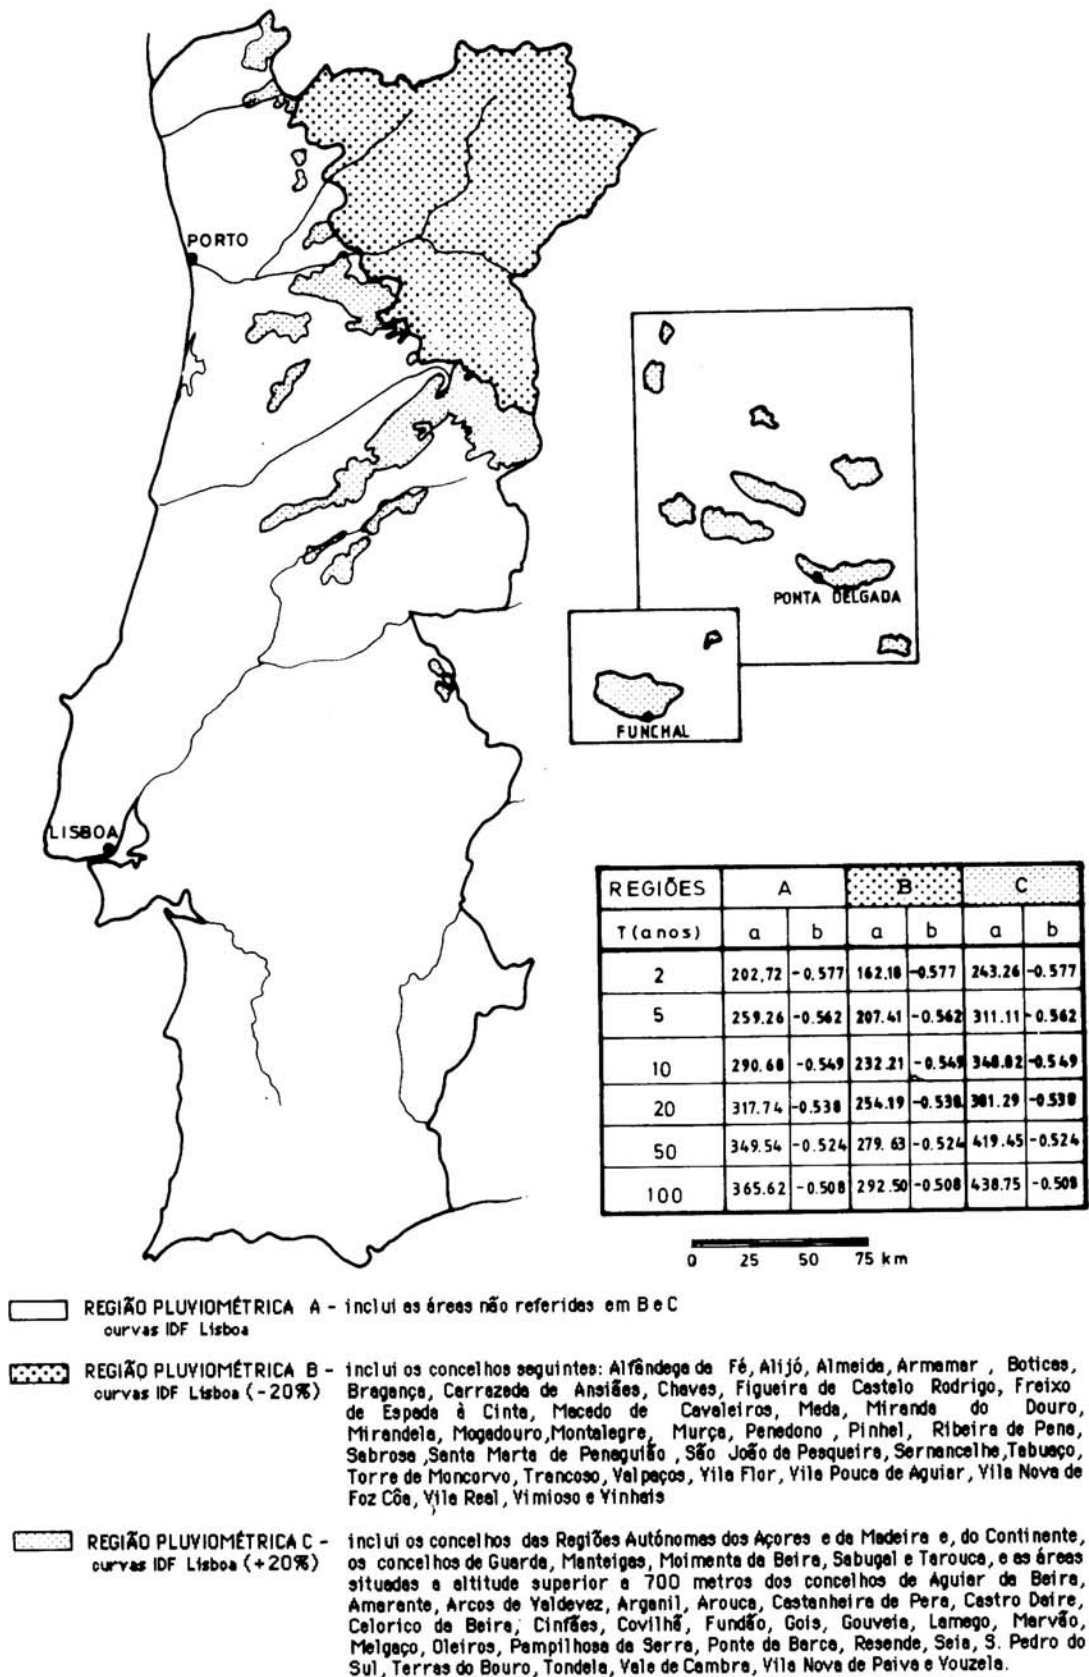 PORTO
PONTA DELGADA
FUNCHAL
LISBOA
REGIÕES A B C
T(anos) a b a b a b
2 202,72 -0.577 162.18 -0.577 243.26 -0.577
5 259.26 -0.562 207.41 -0.562 311.11 -0.562
10 290.68 -0.549 232.21 -0.549 348.82 -0.549
20 317.74 -0.538 254.19 -0.538 381.29 -0.538
50 349.54 -0.524 279.63 -0.524 419.45 -0.524
100 365.62 -0.508 292.50 -0.508 438.75 -0.508
0 25 50 75 km
REGIÃO PLUVIOMÉTRICA A - inclui as áreas não referidas em B e C
curvas IDF Lisboa
REGIÃO PLUVIOMÉTRICA B - inclui os concelhos seguintes: Alfândega da Fé, Alijó, Almeida, Armamar , Boticas,
curvas IDF Lisboa (-20%) Bragança, Carrazeda de Ansiães, Chaves, Figueira de Castelo Rodrigo, Freixo
de Espada à Cinta, Macedo de Cavaleiros, Meda, Miranda do Douro,
Mirandela, Mogadouro,Montalegre, Murça, Penedono , Pinhel, Ribeira de Pena,
Sabrosa ,Santa Marta de Penaguião , São João da Pesqueira, Sernancelhe,Tabuaço,
Torre de Moncorvo, Trancoso, Valpaços, Vila Flor, Vila Pouca de Aguiar, Vila Nova de
Foz Côa, Vila Real, Vimioso e Vinhais
REGIÃO PLUVIOMÉTRICA C - inclui os concelhos das Regiões Autónomas dos Açores e da Madeira e, do Continente,
curvas IDF Lisboa (+20%) os concelhos de Guarda, Manteigas, Moimenta da Beira, Sabugal e Tarouca, e as áreas
situadas a altitude superior a 700 metros dos concelhos de Aguiar da Beira,
Amarante, Arcos de Valdevez, Arganil, Arouca, Castanheira de Pera, Castro Daire,
Celorico da Beira, Cinfães, Covilhã, Fundão, Gois, Gouveia, Lamego, Marvão,
Melgaço, Oleiros, Pampilhosa da Serra, Ponte da Barca, Resende, Seia, S. Pedro do
Sul, Terras do Bouro, Tondela, Vale de Cambra, Vila Nova de Paiva e Vouzela.